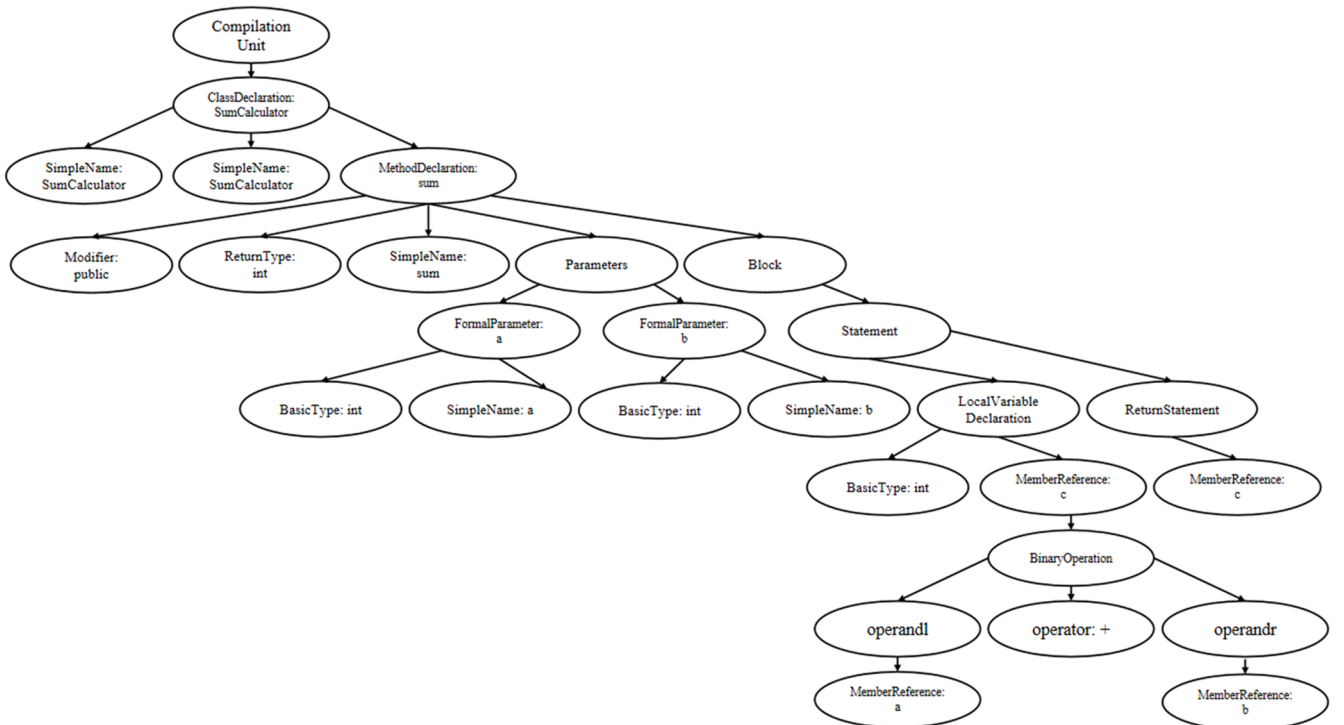 Compilation
Unit
ClassDeclaration:
SumCalculator
SimpleName:
SumCalculator
SimpleName:
SumCalculator
MethodDeclaration:
sum
Modifier:
public
ReturnType:
int
SimpleName:
sum
Parameters
Block
FormalParameter:
a
FormalParameter:
b
Statement
BasicType: int
SimpleName: a
BasicType: int
SimpleName: b
LocalVariable
Declaration
ReturnStatement
BasicType: int
MemberReference:
c
MemberReference:
c
BinaryOperation
operandl
operator: +
operandr
MemberReference:
a
MemberReference:
b